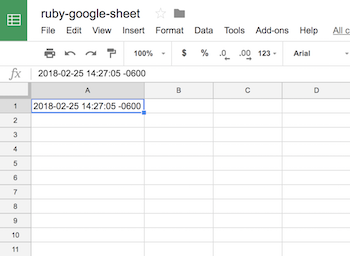 ruby-google-sheet
File Edit View Insert Format Data Tools Add-ons Help All c
100% $ % .0 .00 123 Arial
fx 2018-02-25 14:27:05 -0600
A B C D
1 2018-02-25 14:27:05 -0600
2
3
4
5
6
7
8
9
10
11